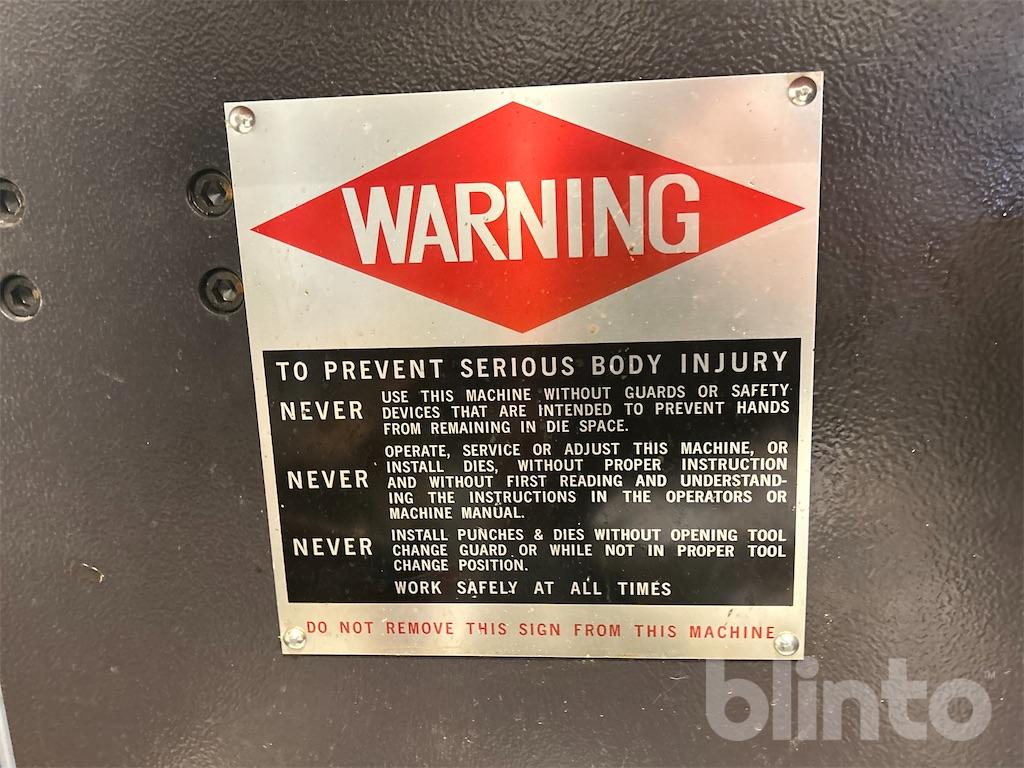 WARNING
TO PREVENT SERIOUS BODY INJURY
NEVER USE THIS MACHINE WITHOUT GUARDS OR SAFETY
DEVICES THAT ARE INTENDED TO PREVENT HANDS
FROM REMAINING IN DIE SPACE.
NEVER OPERATE, SERVICE OR ADJUST THIS MACHINE, OR
INSTALL DIES, WITHOUT PROPER INSTRUCTION
AND WITHOUT FIRST READING AND UNDERSTAND-
ING THE INSTRUCTIONS IN THE OPERATORS OR
MACHINE MANUAL.
NEVER INSTALL PUNCHES & DIES WITHOUT OPENING TOOL
CHANGE GUARD OR WHILE NOT IN PROPER TOOL
CHANGE POSITION.
WORK SAFELY AT ALL TIMES
DO NOT REMOVE THIS SIGN FROM THIS MACHINE
blinto™